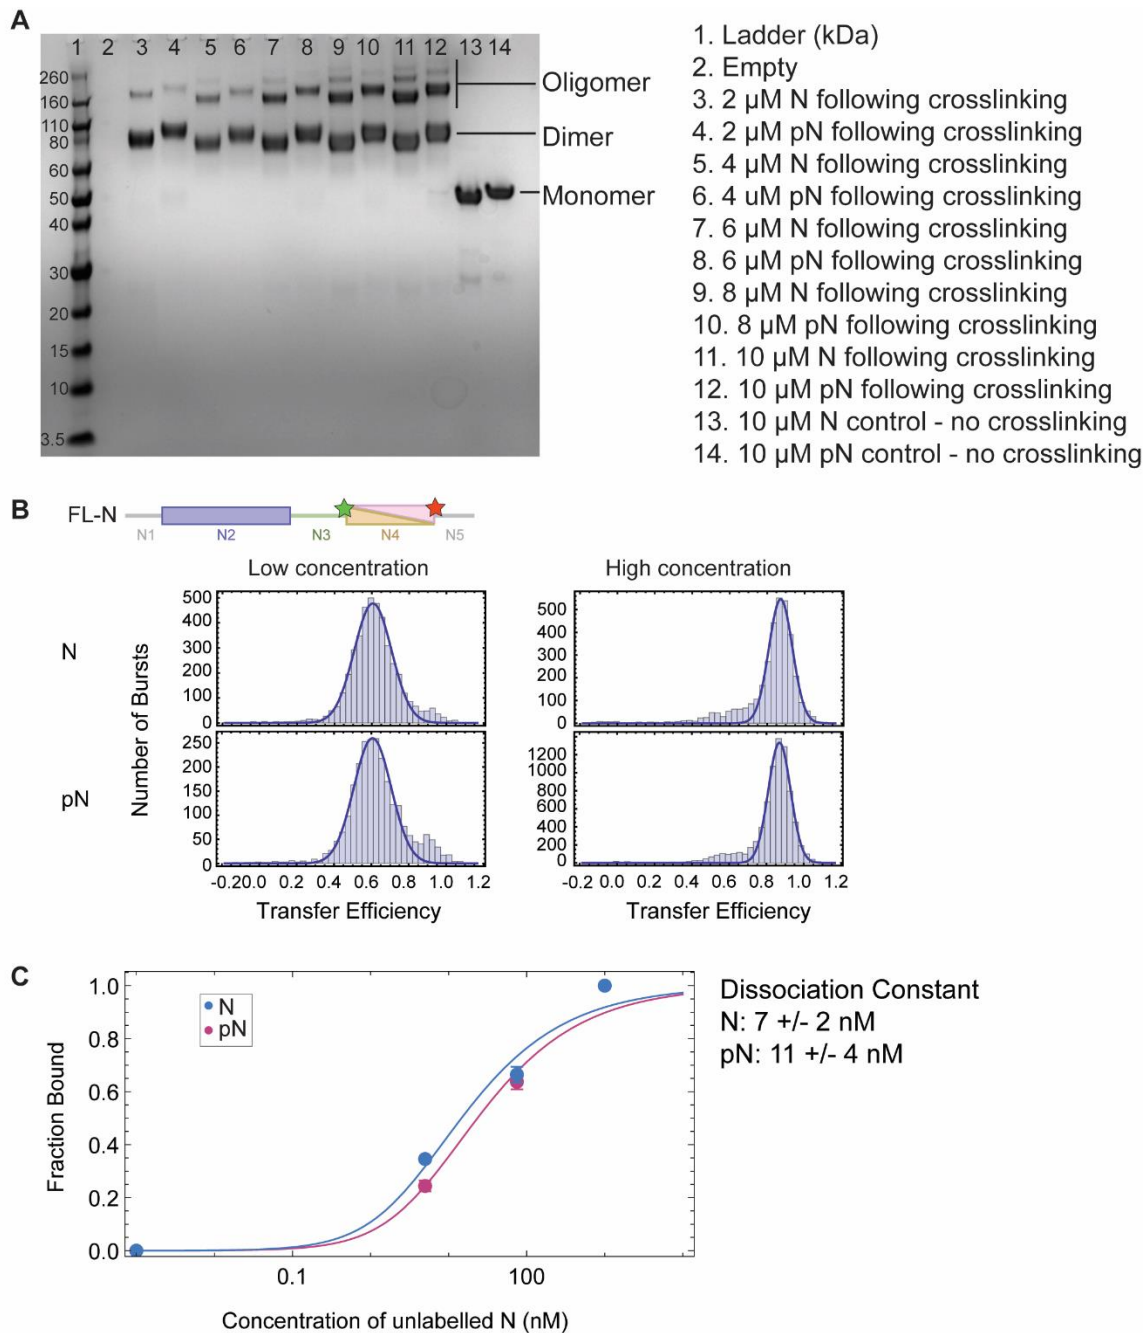 A
1 2 3 4 5 6 7 8 9 10 11 12 13 14
260
160
110
80
60
50
40
30
20
15
10
3.5
Oligomer
Dimer
Monomer
1. Ladder (kDa)
2. Empty
3. 2 µM N following crosslinking
4. 2 µM pN following crosslinking
5. 4 µM N following crosslinking
6. 4 uM pN following crosslinking
7. 6 µM N following crosslinking
8. 6 µM pN following crosslinking
9. 8 µM N following crosslinking
10. 8 µM pN following crosslinking
11. 10 µM N following crosslinking
12. 10 µM pN following crosslinking
13. 10 µM N control - no crosslinking
14. 10 µM pN control - no crosslinking
B
FL-N
N1 N2 N3 N4 N5
Low concentration
High concentration
N
pN
Number of Bursts
500
400
300
200
100
0
500
400
300
200
100
0
250
200
150
100
50
0
1200
1000
800
600
400
200
0
-0.2 0.0 0.2 0.4 0.6 0.8 1.0 1.2
-0.2 0.0 0.2 0.4 0.6 0.8 1.0 1.2
Transfer Efficiency
Transfer Efficiency
C
Fraction Bound
1.0
0.8
0.6
0.4
0.2
0.0
N
pN
0.1 100
Concentration of unlabelled N (nM)
Dissociation Constant
N: 7 +/- 2 nM
pN: 11 +/- 4 nM